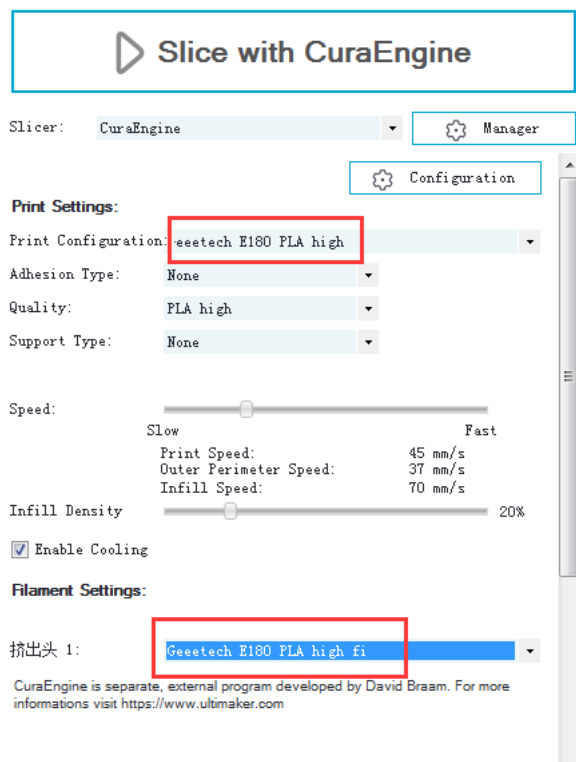 Slice with CuraEngine
Slicer: CuraEngine Manager
Configuration
Print Settings:
Print Configuration: eeetech E180 PLA high
Adhesion Type: None
Quality: PLA high
Support Type: None
Speed:
Slow Fast
Print Speed: 45 mm/s
Outer Perimeter Speed: 37 mm/s
Infill Speed: 70 mm/s
Infill Density 20%
Enable Cooling
Filament Settings:
挤出头 1: Geeetech E180 PLA high fi
CuraEngine is separate, external program developed by David Braam. For more
informations visit https://www.ultimaker.com